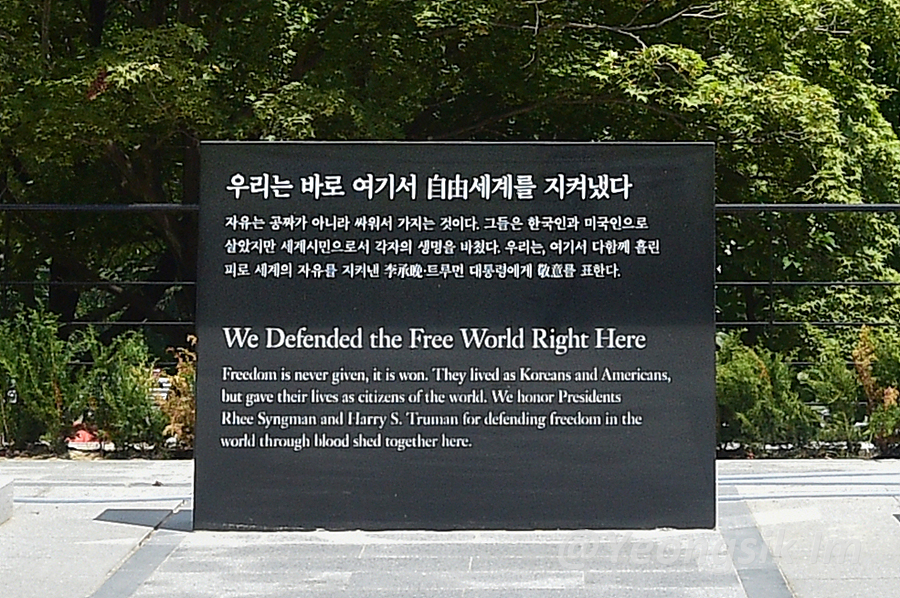 우리는 바로 여기서 自由세계를 지켜냈다
자유는 공짜가 아니라 싸워서 가지는 것이다. 그들은 한국인과 미국인으로
살았지만 세계시민으로서 각자의 생명을 바쳤다. 우리는, 여기서 다함께 흘린
피로 세계의 자유를 지켜낸 李承晩·트루먼 대통령에게 敬意를 표한다.
We Defended the Free World Right Here
Freedom is never given, it is won. They lived as Koreans and Americans,
but gave their lives as citizens of the world. We honor Presidents
Rhee Syngman and Harry S. Truman for defending freedom in the
world through blood shed together here.
@Yeongsik Im